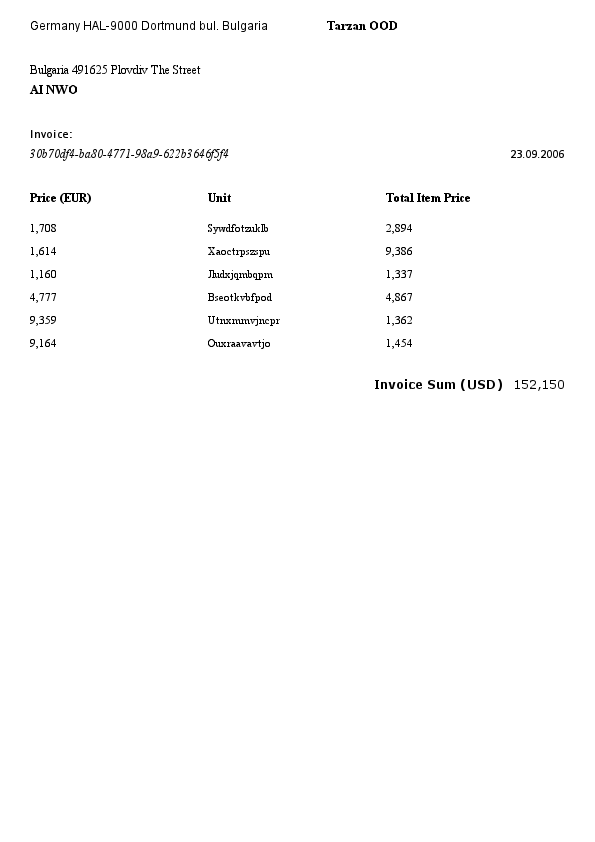 Germany HAL-9000 Dortmund bul. Bulgaria Tarzan OOD
Bulgaria 491625 Plovdiv The Street
AI NWO
Invoice:
30b70df4-ba80-4771-98a9-622b3646f5f4 23.09.2006
Price (EUR) Unit Total Item Price
1,708 Sywdfotzuklb 2,894
1,614 Xaoctrpszspu 9,386
1,160 Jludxjqmbqpm 1,337
4,777 Bseotkvbfpod 4,867
9,359 Utnxmmvjncpr 1,362
9,164 Ouxraavavtjo 1,454
Invoice Sum (USD) 152,150